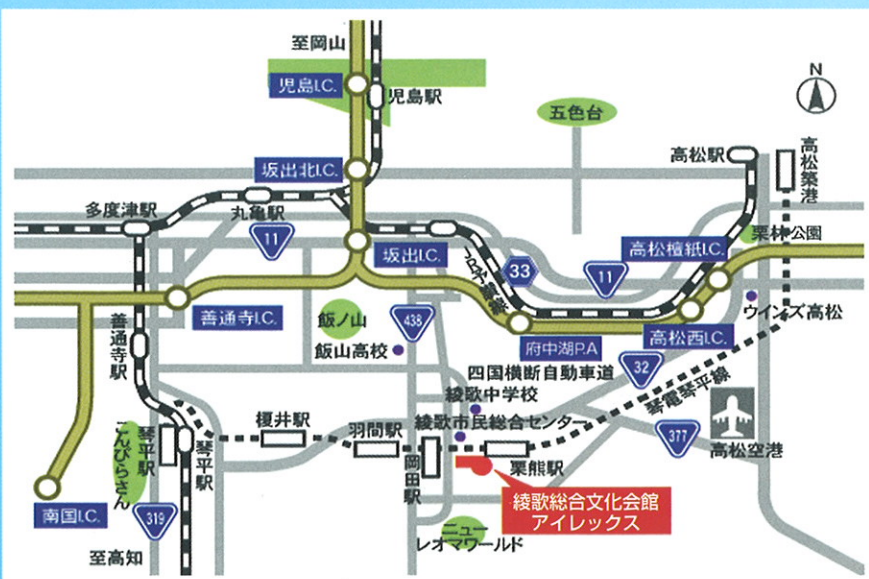 至岡山
児島I.C.
児島駅
N
五色台
高松駅
高松築港
坂出北I.C.
多度津駅
丸亀駅
11
坂出I.C.
JR予讃線
33
11
高松檀紙I.C.
栗林公園
善通寺I.C.
飯ノ山
438
飯山高校
府中湖P.A
高松西I.C.
ウインズ高松
善通寺駅
四国横断自動車道
32
綾歌中学校
琴電琴平線
綾歌市民総合センター
榎井駅
羽間駅
岡田駅
栗熊駅
377
高松空港
こんぴらさん
琴平駅
琴平駅
南国I.C.
319
綾歌総合文化会館
アイレックス
ニュー
レオマワールド
至高知